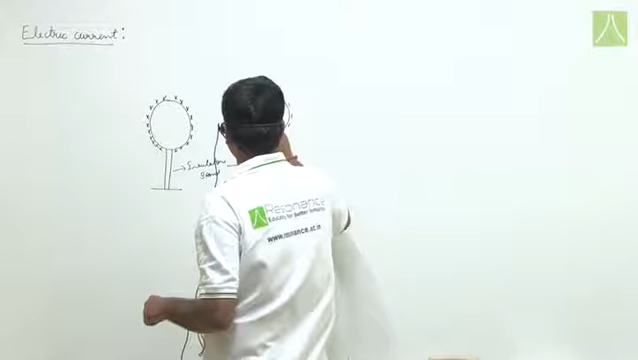 Electric current:
Insulating
Resonance
Educating for better tomorrow
www.resonance.ac.in